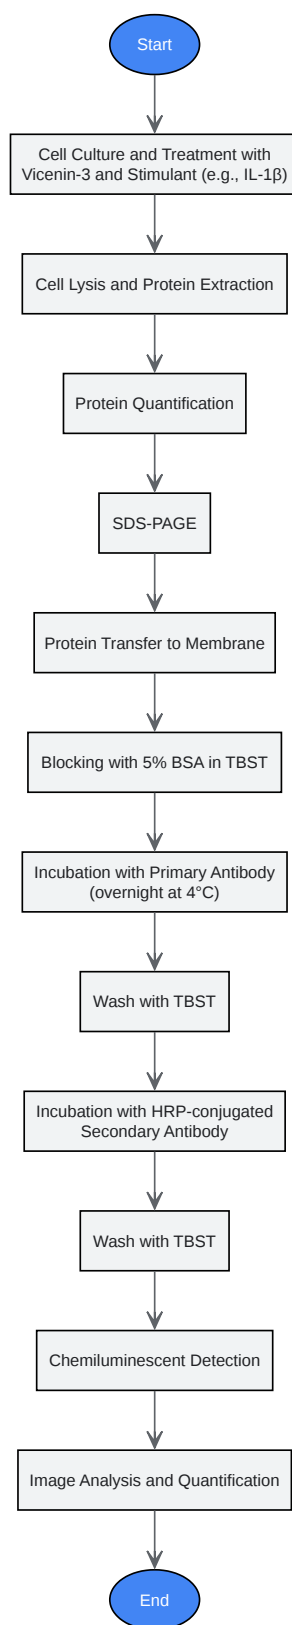 Start
Cell Culture and Treatment with
Vicenin-3 and Stimulant (e.g., IL-1β)
Cell Lysis and Protein Extraction
Protein Quantification
SDS-PAGE
Protein Transfer to Membrane
Blocking with 5% BSA in TBST
Incubation with Primary Antibody
(overnight at 4°C)
Wash with TBST
Incubation with HRP-conjugated
Secondary Antibody
Wash with TBST
Chemiluminescent Detection
Image Analysis and Quantification
End